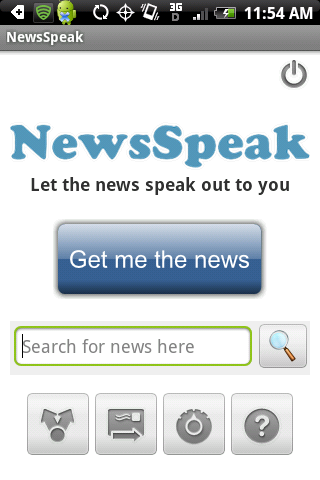 3G
D
11:54 AM
NewsSpeak
NewsSpeak
Let the news speak out to you
Get me the news
Search for news here
?